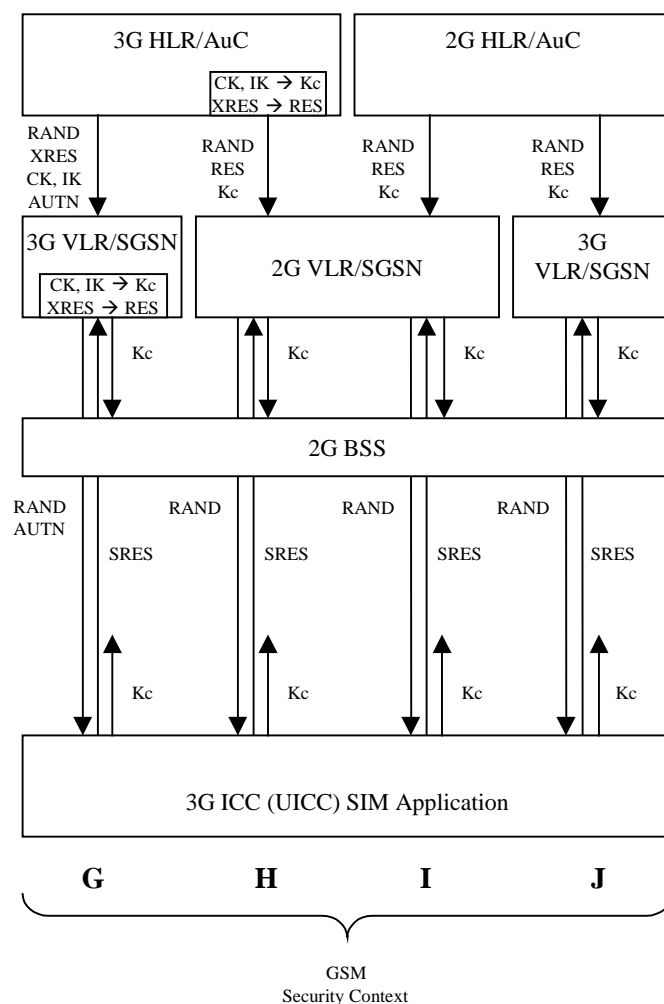 3G HLR/AuC
2G HLR/AuC
CK, IK → Kc
XRES → RES
RAND
XRES
CK, IK
AUTN
RAND
RES
Kc
RAND
RES
Kc
RAND
RES
Kc
3G VLR/SGSN
CK, IK → Kc
XRES → RES
2G VLR/SGSN
3G
VLR/SGSN
Kc
Kc
Kc
Kc
2G BSS
RAND
AUTN
RAND
RAND
RAND
SRES
SRES
SRES
SRES
Kc
Kc
Kc
Kc
3G ICC (UICC) SIM Application
G
H
I
J
GSM
Security Context